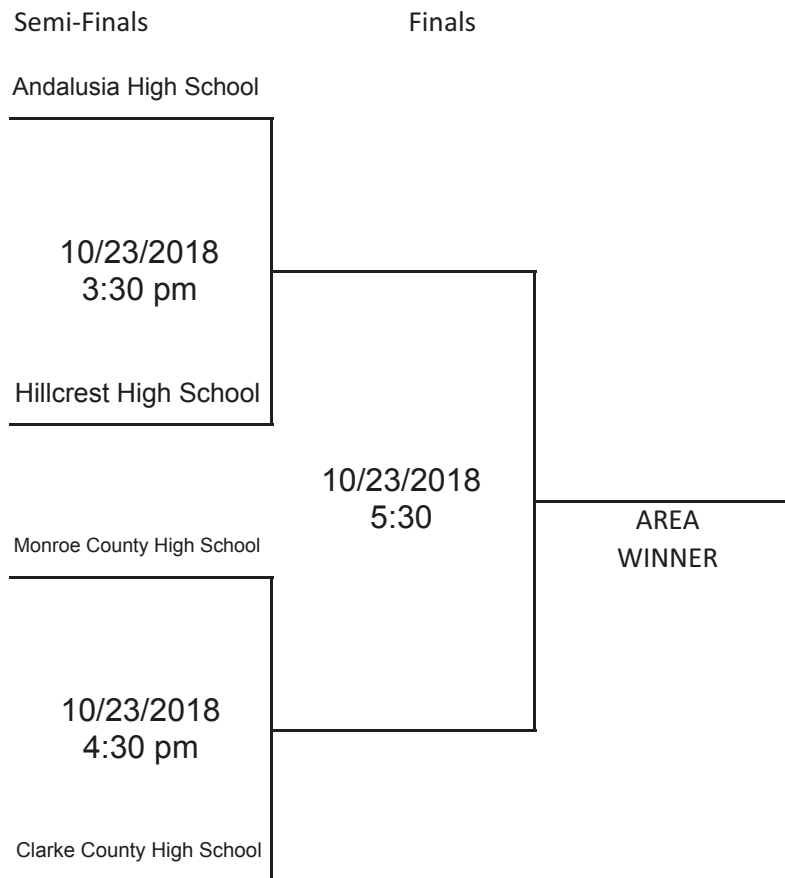 Semi-Finals
Finals
Andalusia High School
10/23/2018
3:30 pm
Hillcrest High School
10/23/2018
5:30
AREA
WINNER
Monroe County High School
10/23/2018
4:30 pm
Clarke County High School